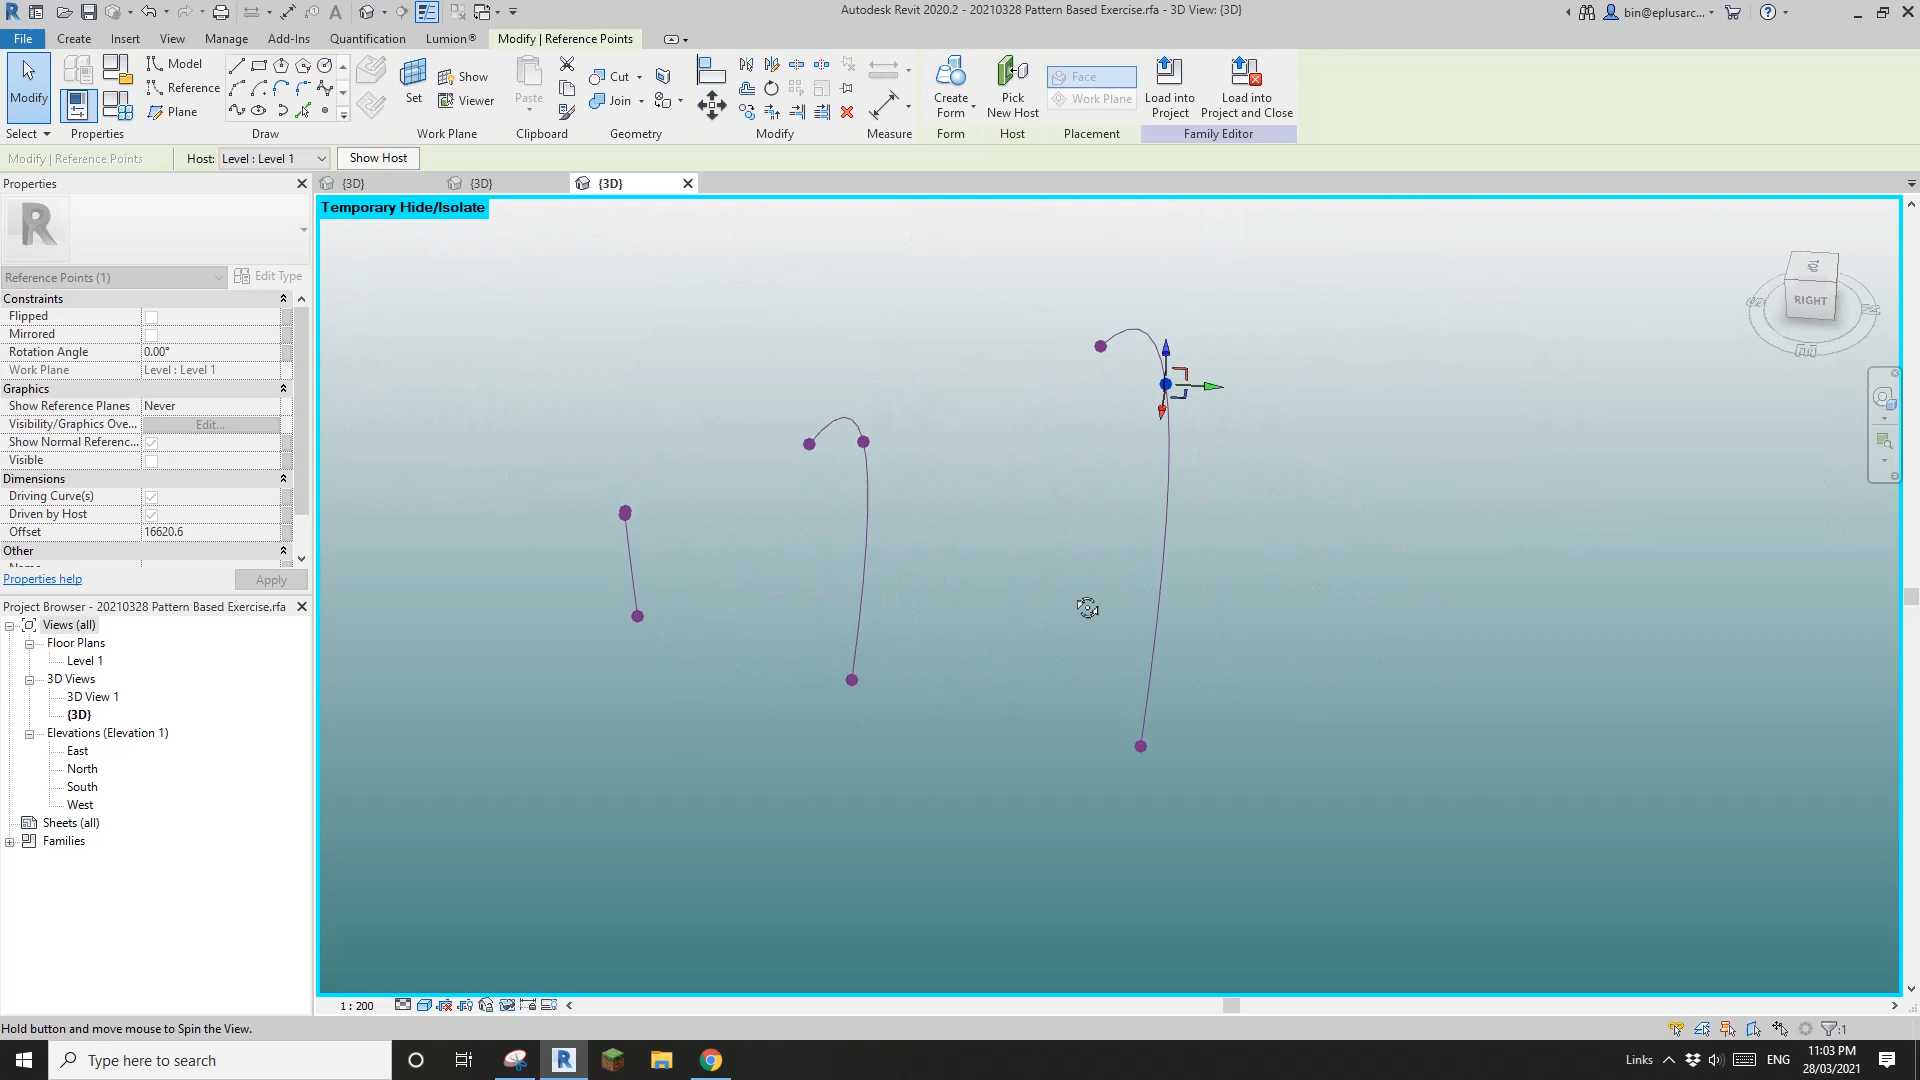 Autodesk Revit 2020.2 - 20210328 Pattern Based Exercise.rfa - 3D View: {3D}
bin@eplusarc...
File
Create
Insert
View
Manage
Add-Ins
Quantification
Lumion®
Modify | Reference Points
Modify
Select
Properties
Model
Reference
Plane
Draw
Set
Show
Viewer
Work Plane
Paste
Clipboard
Cut
Join
Geometry
Modify
Measure
Create
Form
Form
Pick
New Host
Host
Face
Work Plane
Placement
Load into
Project
Load into
Project and Close
Family Editor
Modify | Reference Points
Host:
Level : Level 1
Show Host
Properties
{3D}
{3D}
{3D}
Temporary Hide/Isolate
Reference Points (1)
Edit Type
Constraints
Flipped
Mirrored
Rotation Angle
0.00°
Work Plane
Level : Level 1
Graphics
Show Reference Planes
Never
Visibility/Graphics Ove...
Edit...
Show Normal Referenc...
Visible
Dimensions
Driving Curve(s)
Driven by Host
Offset
16620.6
Other
Properties help
Apply
TOP
RIGHT
Project Browser - 20210328 Pattern Based Exercise.rfa
Views (all)
Floor Plans
Level 1
3D Views
3D View 1
{3D}
Elevations (Elevation 1)
East
North
South
West
Sheets (all)
Families
1 : 200
Hold button and move mouse to Spin the View.
:1
Type here to search
Links
ENG
11:03 PM
28/03/2021